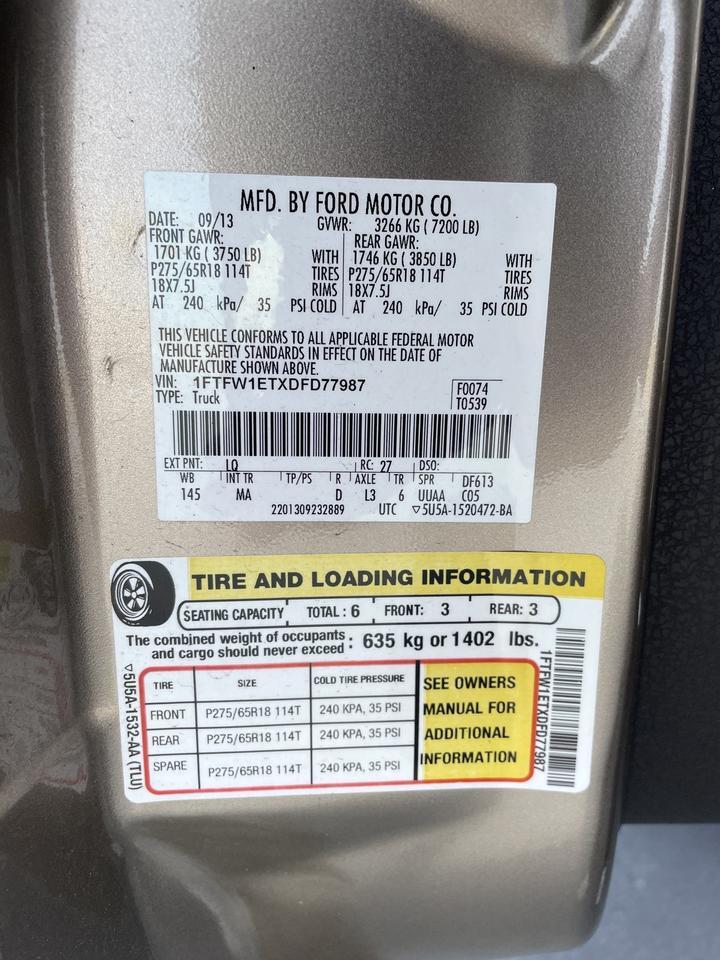 MFD. BY FORD MOTOR CO.
DATE: 09/13 GVWR: 3266 KG ( 7200 LB)
FRONT GAWR: REAR GAWR:
1701 KG ( 3750 LB) WITH 1746 KG ( 3850 LB) WITH
P275/65R18 114T TIRES P275/65R18 114T TIRES
18X7.5J RIMS 18X7.5J RIMS
AT 240 kPa/ 35 PSI COLD AT 240 kPa/ 35 PSI COLD
THIS VEHICLE CONFORMS TO ALL APPLICABLE FEDERAL MOTOR
VEHICLE SAFETY STANDARDS IN EFFECT ON THE DATE OF
MANUFACTURE SHOWN ABOVE.
VIN: 1FTFW1ETXDFD77987 F0074
TYPE: Truck T0539
EXT PNT: LQ RC: 27 DSO:
WB INT TR TP/PS R AXLE TR SPR DF613
145 MA D L3 6 UUAA C05
2201309232889 UTC ▽5U5A-1520472-BA
TIRE AND LOADING INFORMATION
SEATING CAPACITY TOTAL : 6 FRONT: 3 REAR: 3
The combined weight of occupants
and cargo should never exceed : 635 kg or 1402 lbs.
TIRE SIZE COLD TIRE PRESSURE
FRONT P275/65R18 114T 240 KPA, 35 PSI
REAR P275/65R18 114T 240 KPA, 35 PSI
SPARE P275/65R18 114T 240 KPA, 35 PSI
SEE OWNERS
MANUAL FOR
ADDITIONAL
INFORMATION
▽5U5A-1532-AA (TLU)
1FTFW1ETXDFD77987